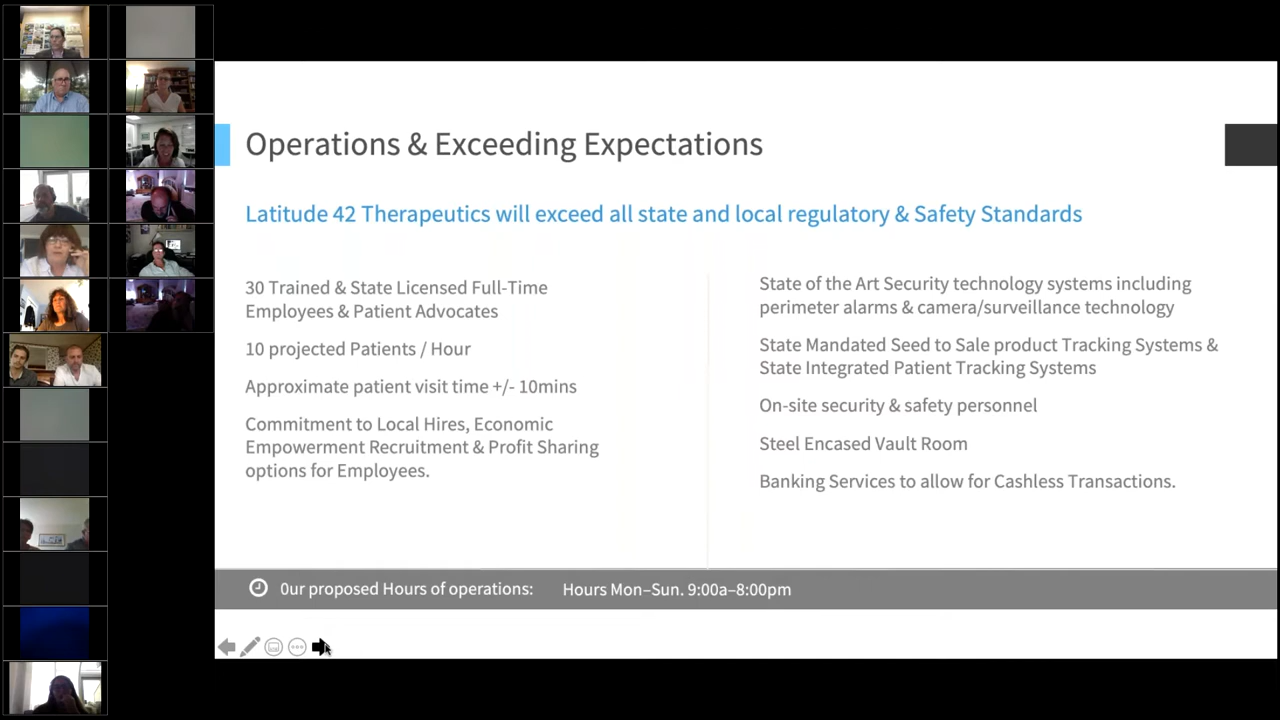 Operations & Exceeding Expectations
Latitude 42 Therapeutics will exceed all state and local regulatory & Safety Standards
30 Trained & State Licensed Full-Time
Employees & Patient Advocates
10 projected Patients / Hour
Approximate patient visit time +/- 10mins
Commitment to Local Hires, Economic
Empowerment Recruitment & Profit Sharing
options for Employees.
State of the Art Security technology systems including
perimeter alarms & camera/surveillance technology
State Mandated Seed to Sale product Tracking Systems &
State Integrated Patient Tracking Systems
On-site security & safety personnel
Steel Encased Vault Room
Banking Services to allow for Cashless Transactions.
0ur proposed Hours of operations: Hours Mon–Sun. 9:00a–8:00pm